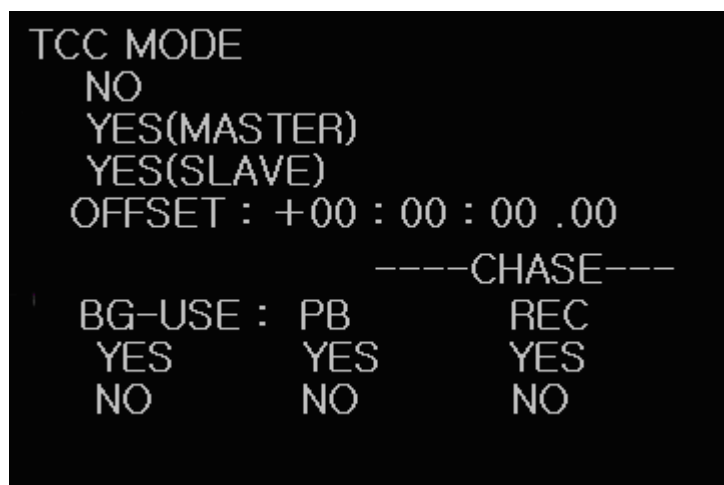 TCC MODE
NO
YES(MASTER)
YES(SLAVE)
OFFSET : +00 : 00 : 00 .00
----CHASE---
BG-USE : PB REC
YES YES YES
NO NO NO